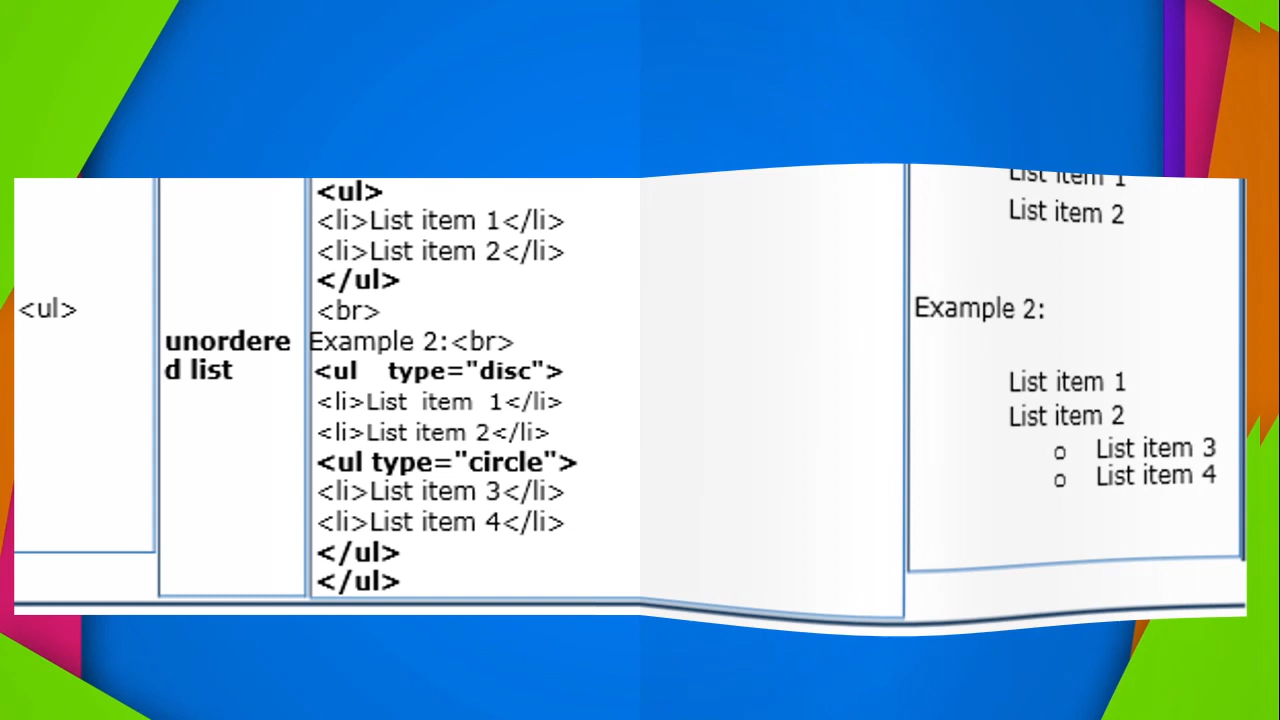 <ul>
<li>List item 1</li>
<li>List item 2</li>
</ul>
<br>
<ul>
unordere
d list
Example 2:<br>
<ul type="disc">
<li>List item 1</li>
<li>List item 2</li>
<ul type="circle">
<li>List item 3</li>
<li>List item 4</li>
</ul>
</ul>
List item 1
List item 2
Example 2:
List item 1
List item 2
o List item 3
o List item 4